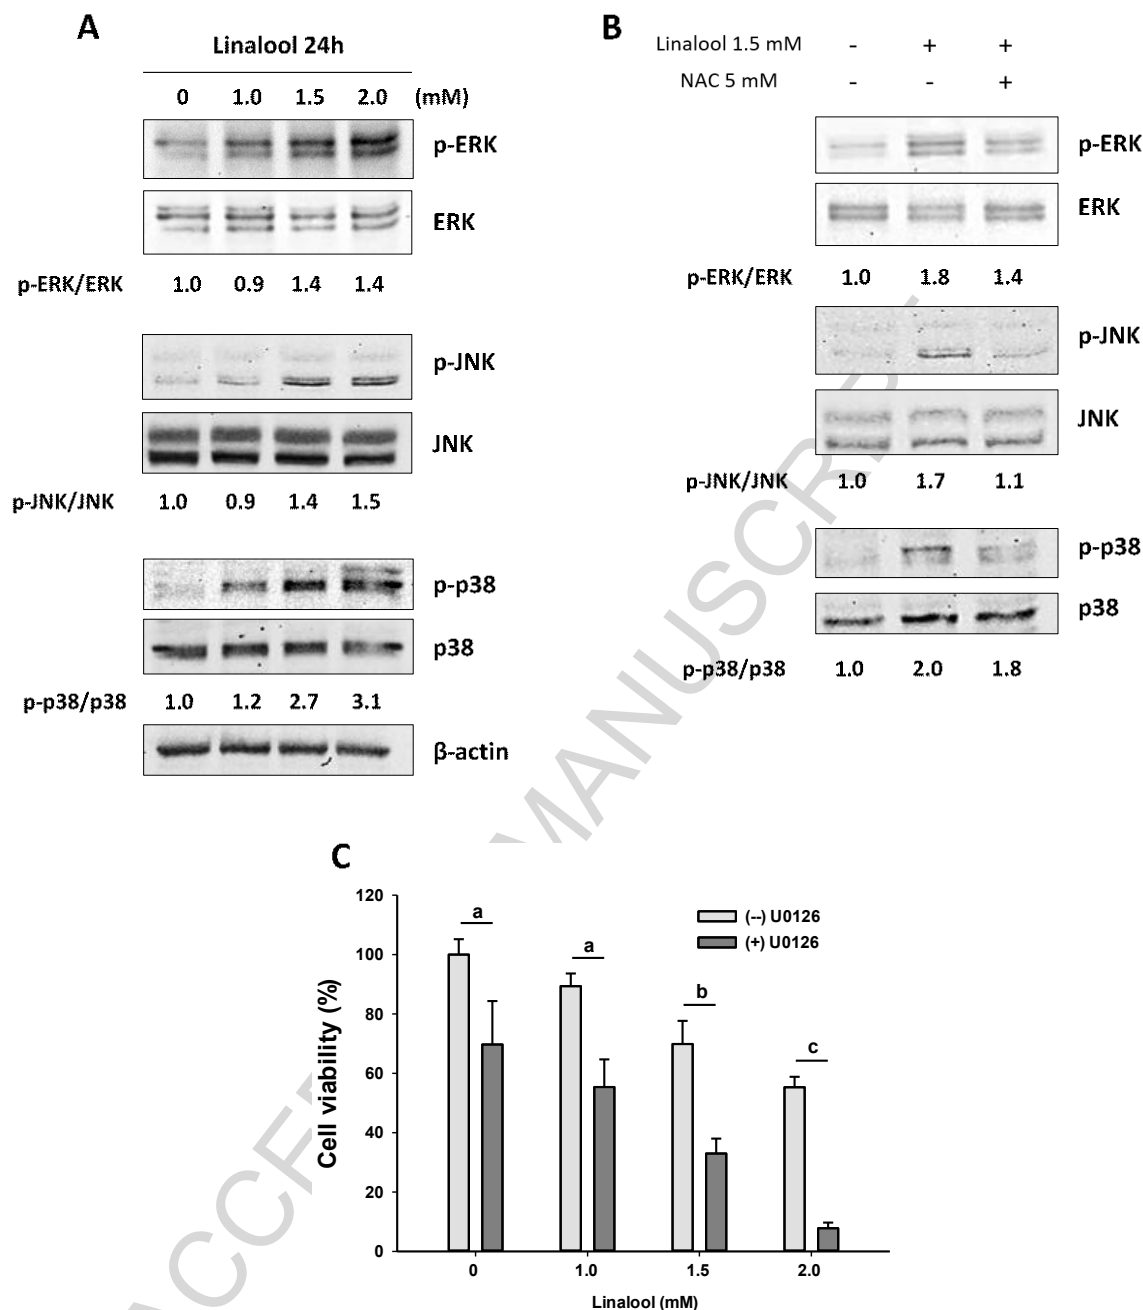 A
Linalool 24h
0 1.0 1.5 2.0 (mM)
p-ERK
ERK
p-ERK/ERK 1.0 0.9 1.4 1.4
p-JNK
JNK
p-JNK/JNK 1.0 0.9 1.4 1.5
p-p38
p38
p-p38/p38 1.0 1.2 2.7 3.1
β-actin
B
Linalool 1.5 mM - + +
NAC 5 mM - - +
p-ERK
ERK
p-ERK/ERK 1.0 1.8 1.4
p-JNK
JNK
p-JNK/JNK 1.0 1.7 1.1
p-p38
p38
p-p38/p38 1.0 2.0 1.8
C
Cell viability (%)
120
100
80
60
40
20
0
a
a
b
c
(--) U0126
(+) U0126
0 1.0 1.5 2.0
Linalool (mM)
MANUSCRIP
ACCE